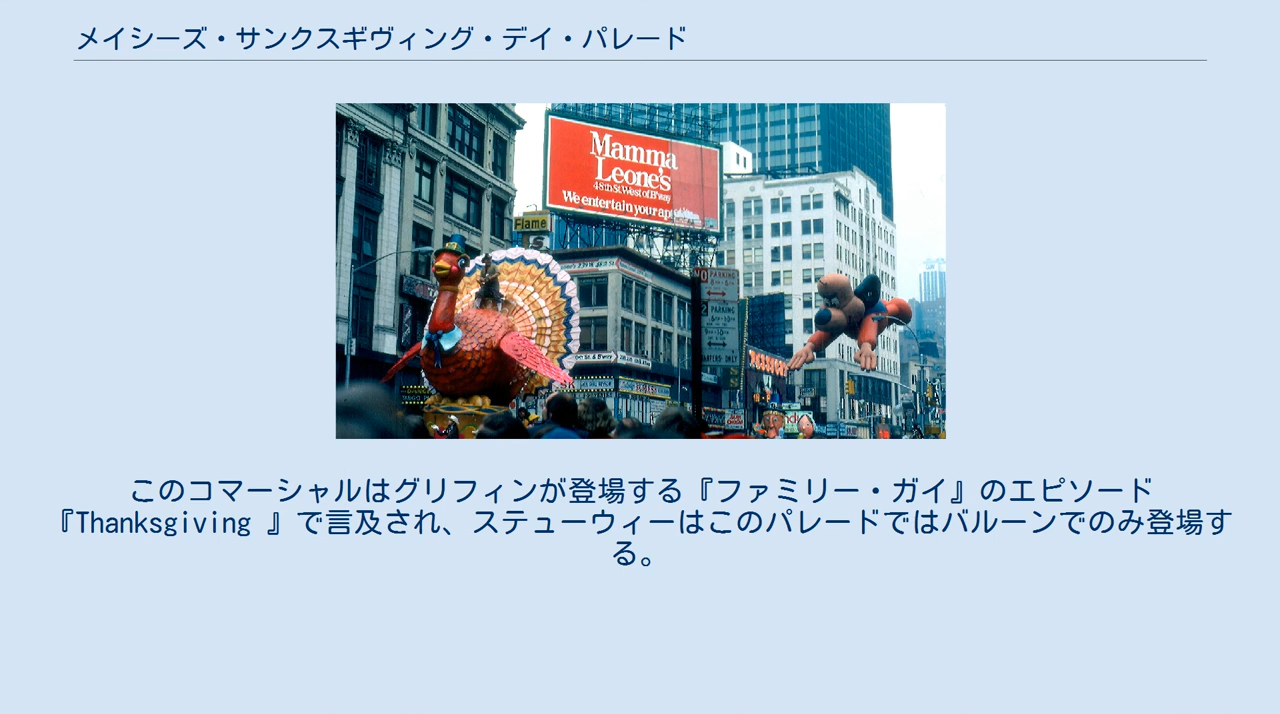 メイシーズ・サンクスギヴィング・デイ・パレード
Mamma
Leone's
48th St. West of B'way
We entertain your
Flame
NO PARKING
PARKING
このコマーシャルはグリフィンが登場する『ファミリー・ガイ』のエピソード
『Thanksgiving 』で言及され、ステューウィーはこのパレードではバルーンでのみ登場す
る。